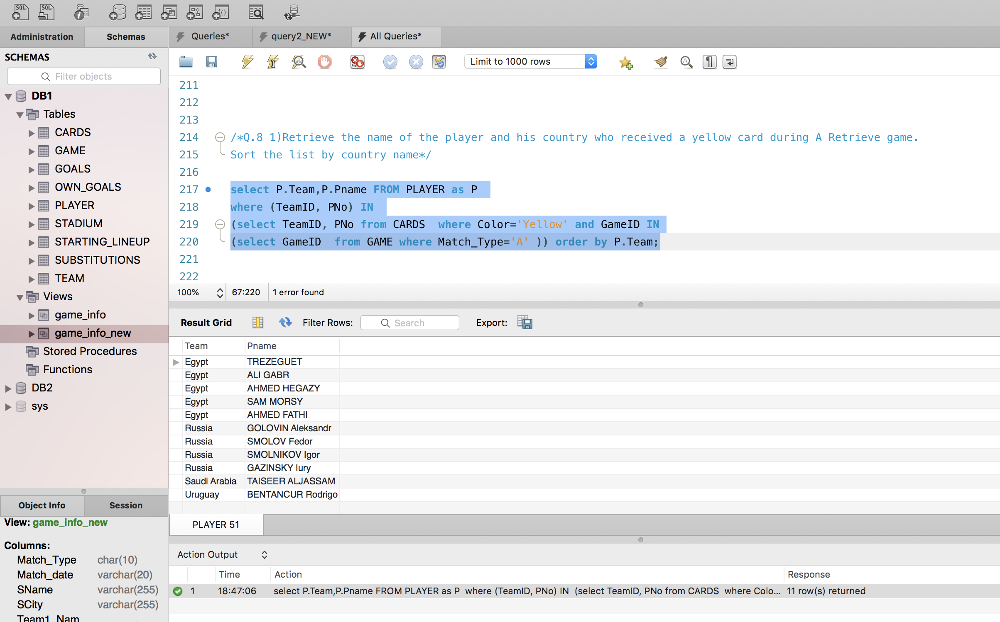 SQL SQL
Administration Schemas Queries* query2_NEW* All Queries*
SCHEMAS
Limit to 1000 rows
Filter objects
DB1
Tables
CARDS
GAME
GOALS
OWN_GOALS
PLAYER
STADIUM
STARTING_LINEUP
SUBSTITUTIONS
TEAM
Views
game_info
game_info_new
Stored Procedures
Functions
DB2
sys
Object Info Session
View: game_info_new
Columns:
Match_Type char(10)
Match_date varchar(20)
SName varchar(255)
SCity varchar(255)
Team1_Nam
211
212
213
214 /*Q.8 1)Retrieve the name of the player and his country who received a yellow card during A Retrieve game.
215 Sort the list by country name*/
216
217 select P.Team,P.Pname FROM PLAYER as P
218 where (TeamID, PNo) IN
219 (select TeamID, PNo from CARDS  where Color='Yellow' and GameID IN
220 (select GameID  from GAME where Match_Type='A' )) order by P.Team;
221
222
100% 67:220 1 error found
Result Grid Filter Rows: Search Export:
Team Pname
Egypt TREZEGUET
Egypt ALI GABR
Egypt AHMED HEGAZY
Egypt SAM MORSY
Egypt AHMED FATHI
Russia GOLOVIN Aleksandr
Russia SMOLOV Fedor
Russia SMOLNIKOV Igor
Russia GAZINSKY Iury
Saudi Arabia TAISEER ALJASSAM
Uruguay BENTANCUR Rodrigo
PLAYER 51
Action Output
Time Action Response
1 18:47:06 select P.Team,P.Pname FROM PLAYER as P  where (TeamID, PNo) IN  (select TeamID, PNo from CARDS  where Colo... 11 row(s) returned